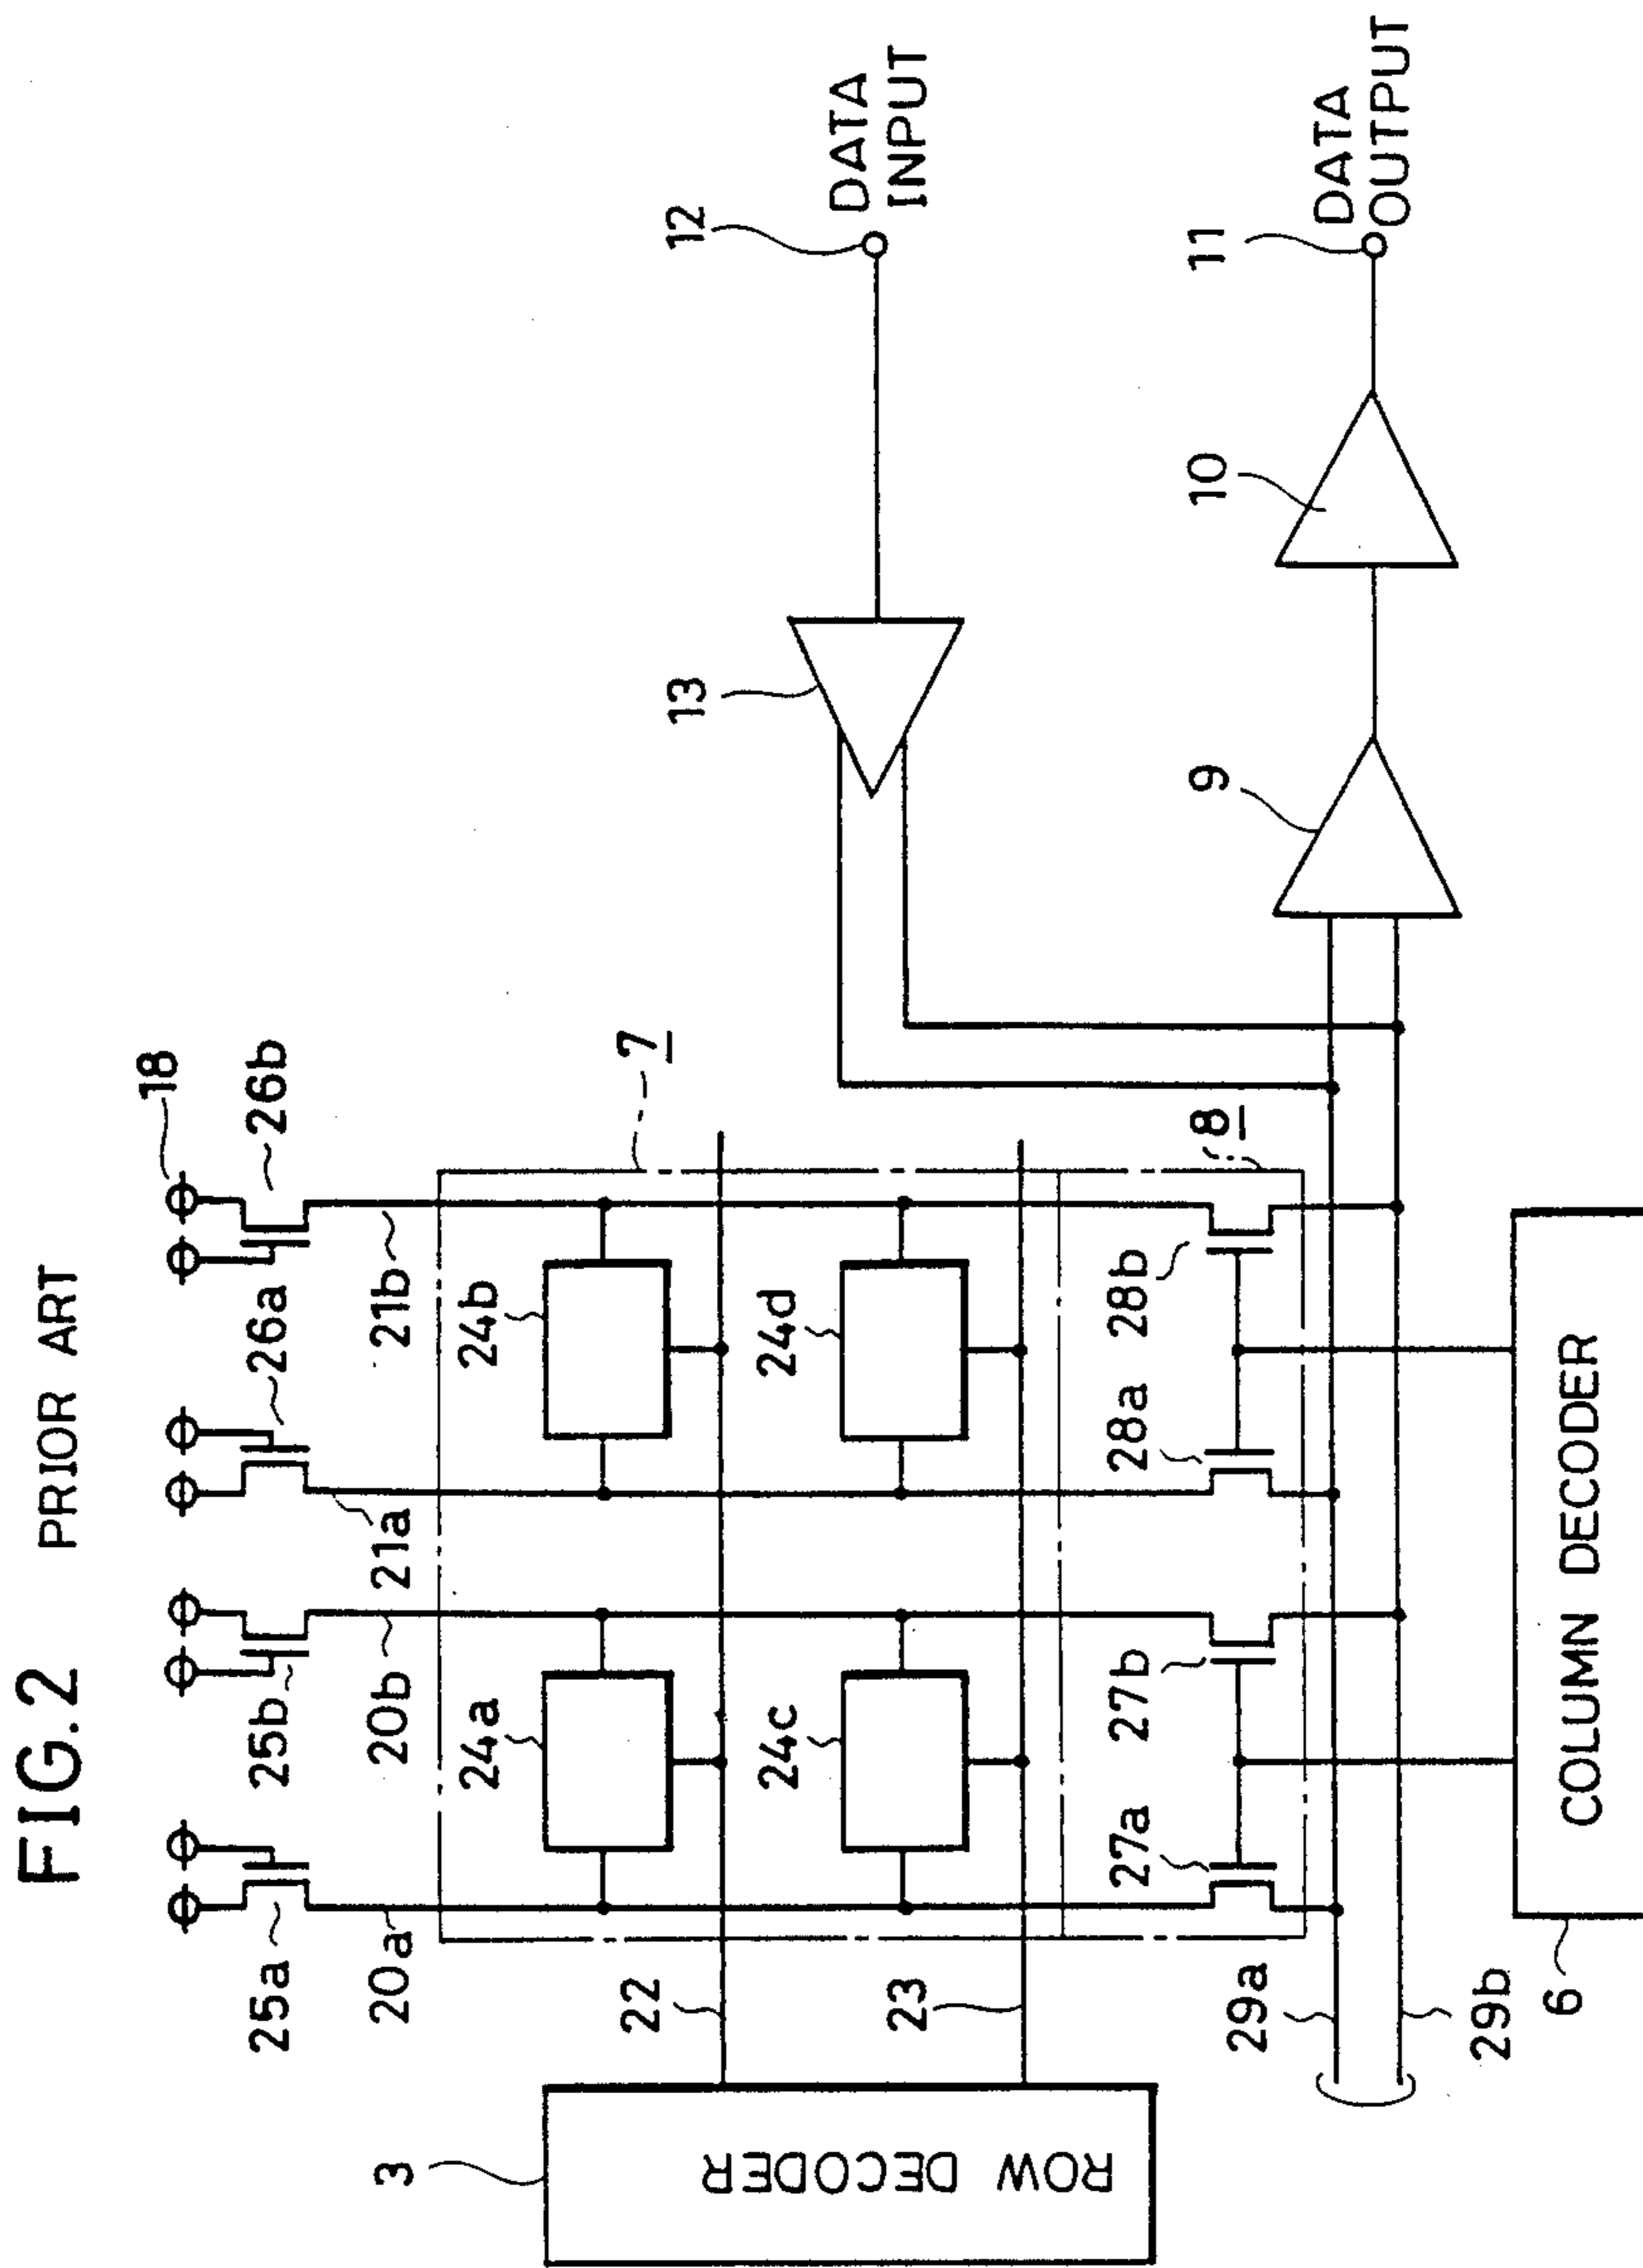 FIG.2 PRIOR ART
25a
25b
26a
26b
18
20a
20b
21a
21b
7
24a
24b
22
24c
24d
23
27a
27b
28a
28b
8
29a
29b
3
ROW DECODER
6
COLUMN DECODER
13
12
DATA
INPUT
9
10
11
DATA
OUTPUT